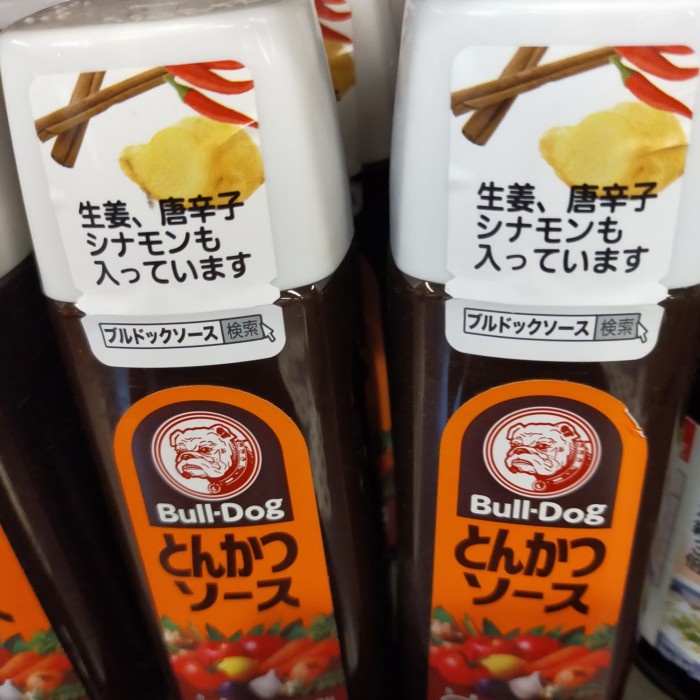 生姜、唐辛子
シナモンも
入っています
ブルドックソース 検索
Bull-Dog
とんかつ
ソース
生姜、唐辛子
シナモンも
入っています
ブルドックソース 検索
Bull-Dog
とんかつ
ソース